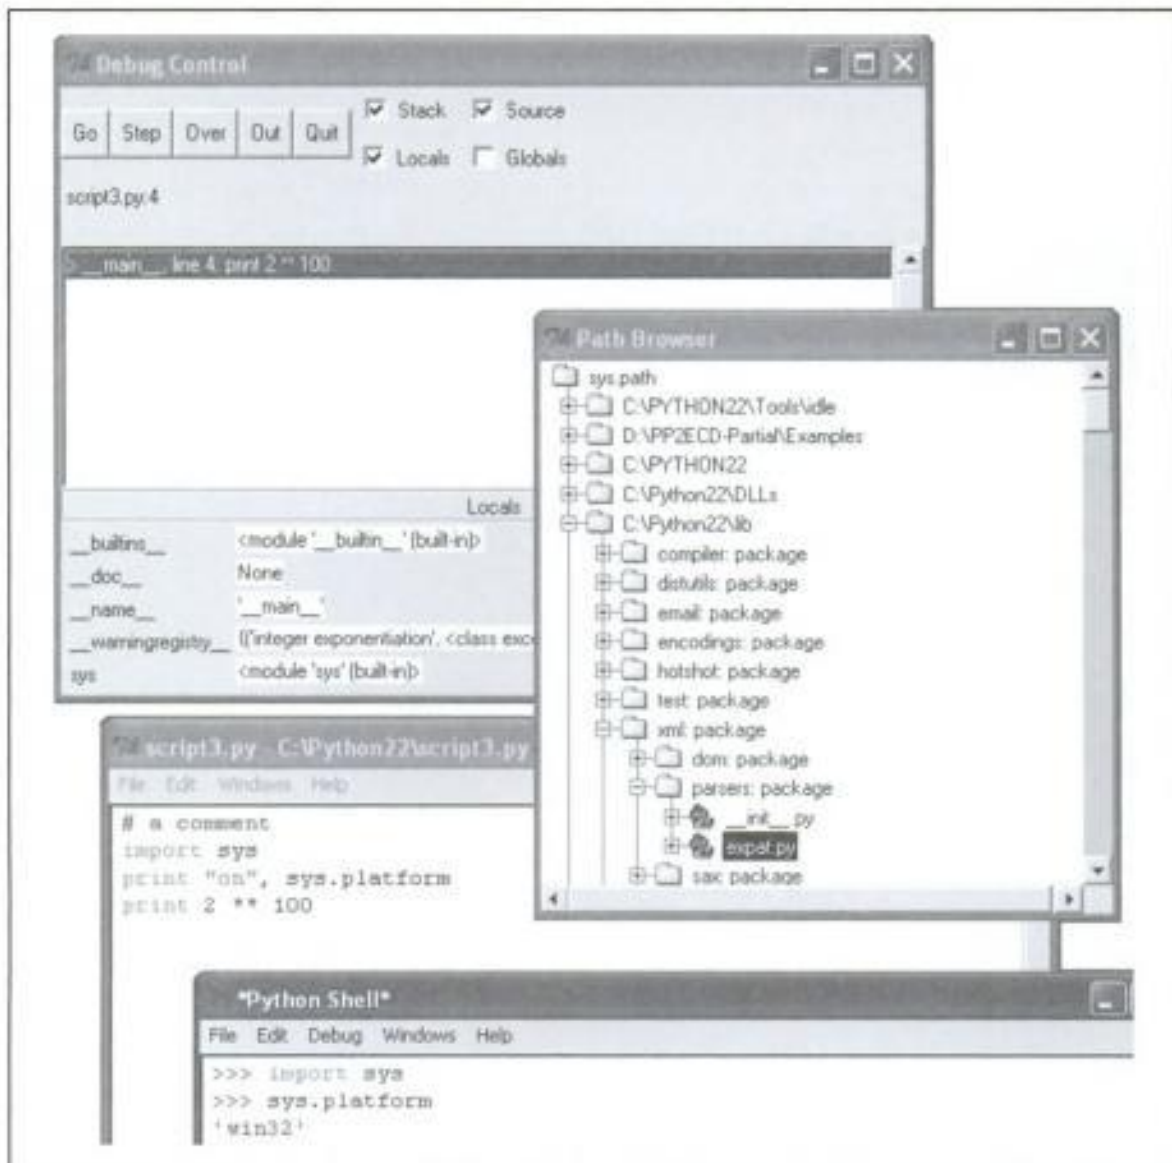 Debug Control
Go Step Over Out Quit
Stack Source
Locals Globals
script3.py:4
__main__, line 4: print 2 ** 100
Locals
__builtins__ <module '__builtin__' (built-in)>
__doc__ None
__name__ '__main__'
__warningregistry__ {('integer exponentiation', <class exce
sys <module 'sys' (built-in)>
Path Browser
sys.path
C:\PYTHON22\Tools\idle
D:\PP2ECD-Partial\Examples
C:\PYTHON22
C:\Python22\DLLs
C:\Python22\lib
compiler: package
distutils: package
email: package
encodings: package
hotshot: package
test: package
xml: package
dom: package
parsers: package
__init__.py
expat.py
sax: package
script3.py - C:\Python22\script3.py
File Edit Windows Help
# a comment
import sys
print "on", sys.platform
print 2 ** 100
*Python Shell*
File Edit Debug Windows Help
>>> import sys
>>> sys.platform
'win32'